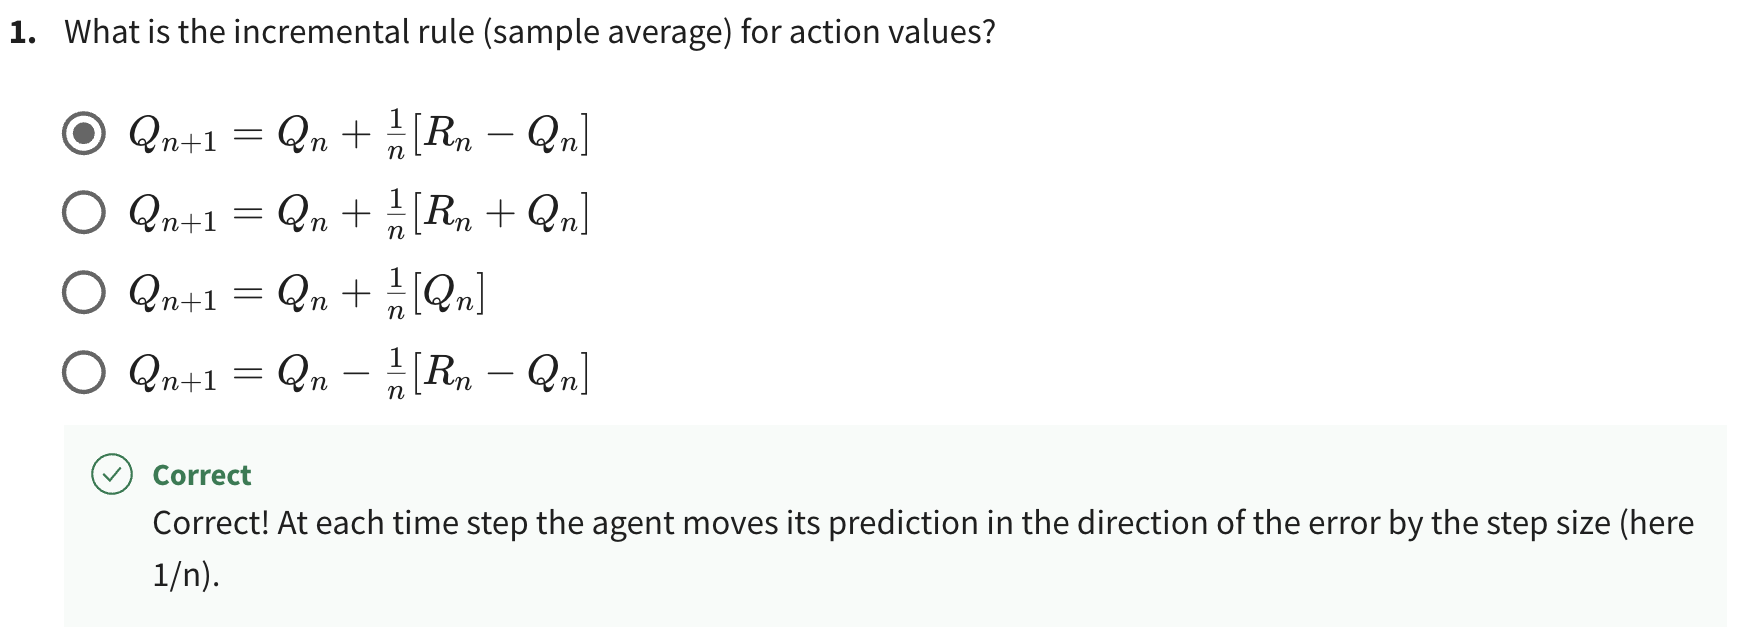 1. What is the incremental rule (sample average) for action values?
$Q_{n+1} = Q_n + \frac{1}{n}[R_n - Q_n]$
$Q_{n+1} = Q_n + \frac{1}{n}[R_n + Q_n]$
$Q_{n+1} = Q_n + \frac{1}{n}[Q_n]$
$Q_{n+1} = Q_n - \frac{1}{n}[R_n - Q_n]$
Correct
Correct! At each time step the agent moves its prediction in the direction of the error by the step size (here
1/n).